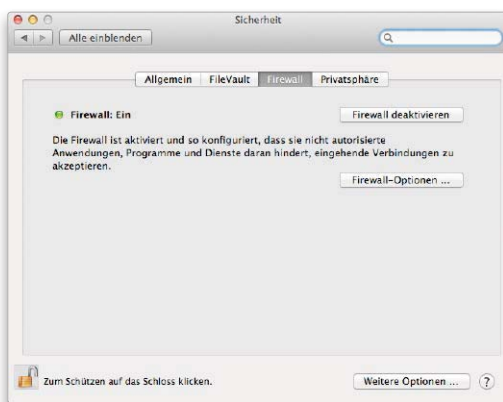 Sicherheit
Alle einblenden
Allgemein FileVault Firewall Privatsphäre
Firewall: Ein Firewall deaktivieren
Die Firewall ist aktiviert und so konfiguriert, dass sie nicht autorisierte
Anwendungen, Programme und Dienste daran hindert, eingehende Verbindungen zu
akzeptieren.
Firewall-Optionen ...
Zum Schützen auf das Schloss klicken. Weitere Optionen ... ?